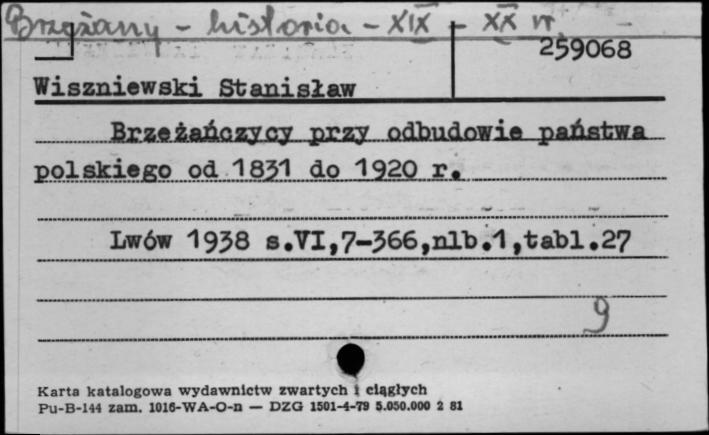 Brzeżany - historia - XIX - XX w.
259068
Wiszniewski Stanisław
Brzeżańczycy przy odbudowie państwa
polskiego od 1831 do 1920 r.
Lwów 1938 s.VI,7-366,nlb.1,tabl.27
9
Karta katalogowa wydawnictw zwartych i ciągłych
Pu-B-144 zam. 1016-WA-O-n — DZG 1501-4-79 5.050.000 2 81